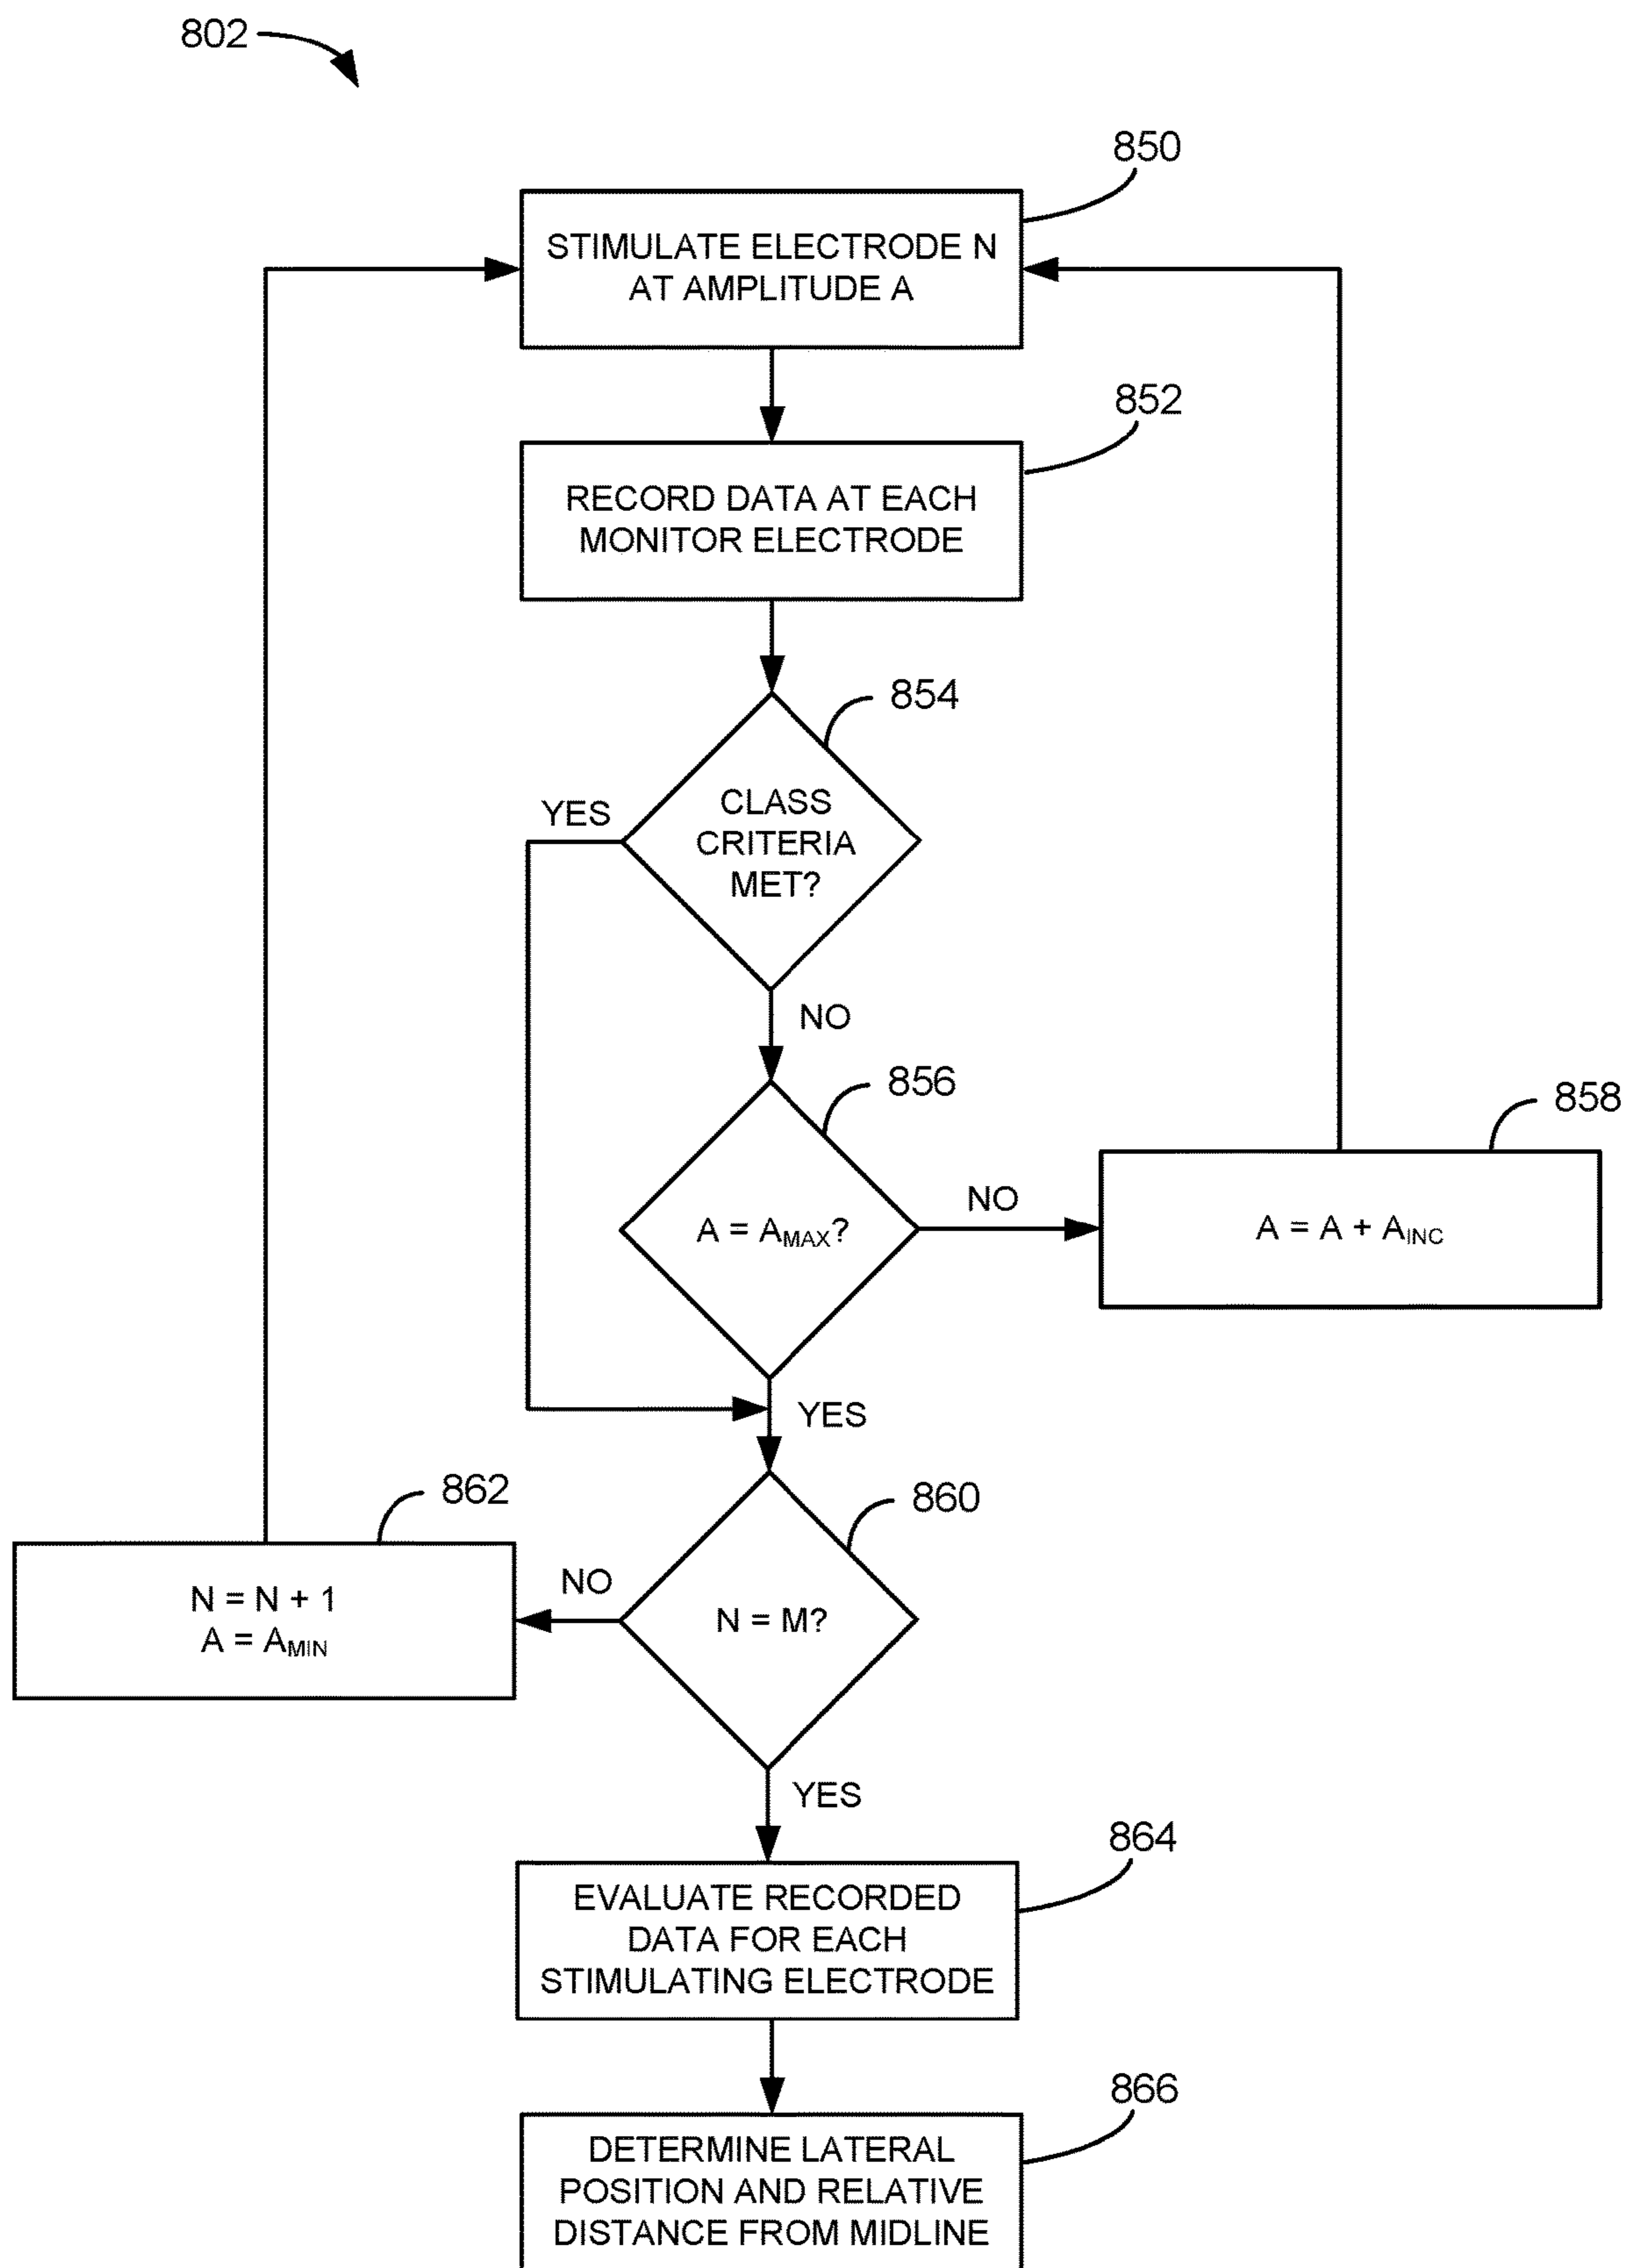 802
850
STIMULATE ELECTRODE N
AT AMPLITUDE A
852
RECORD DATA AT EACH
MONITOR ELECTRODE
854
YES
CLASS
CRITERIA
MET?
NO
856
858
A = AMAX?
NO
A = A + AINC
YES
862
860
N = N + 1
A = AMIN
NO
N = M?
YES
864
EVALUATE RECORDED
DATA FOR EACH
STIMULATING ELECTRODE
866
DETERMINE LATERAL
POSITION AND RELATIVE
DISTANCE FROM MIDLINE